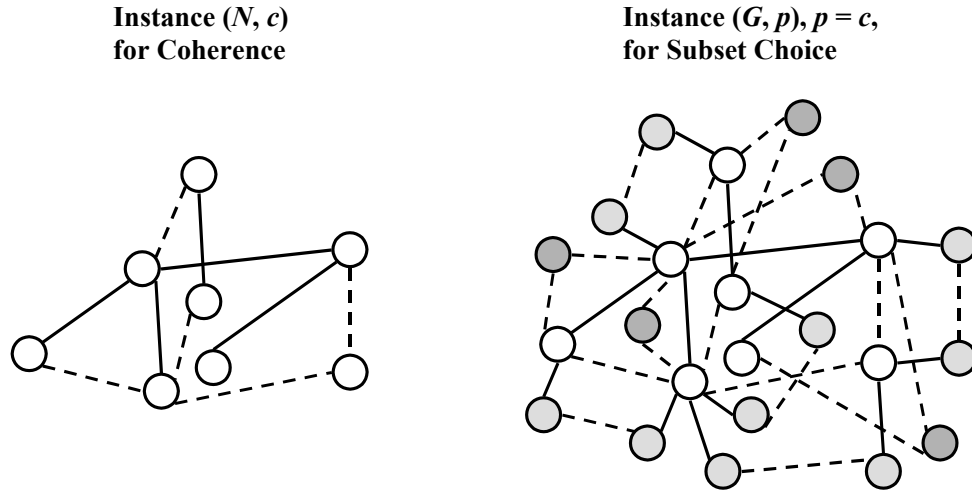 Instance (N, c)
for Coherence
Instance (G, p), p = c,
for Subset Choice